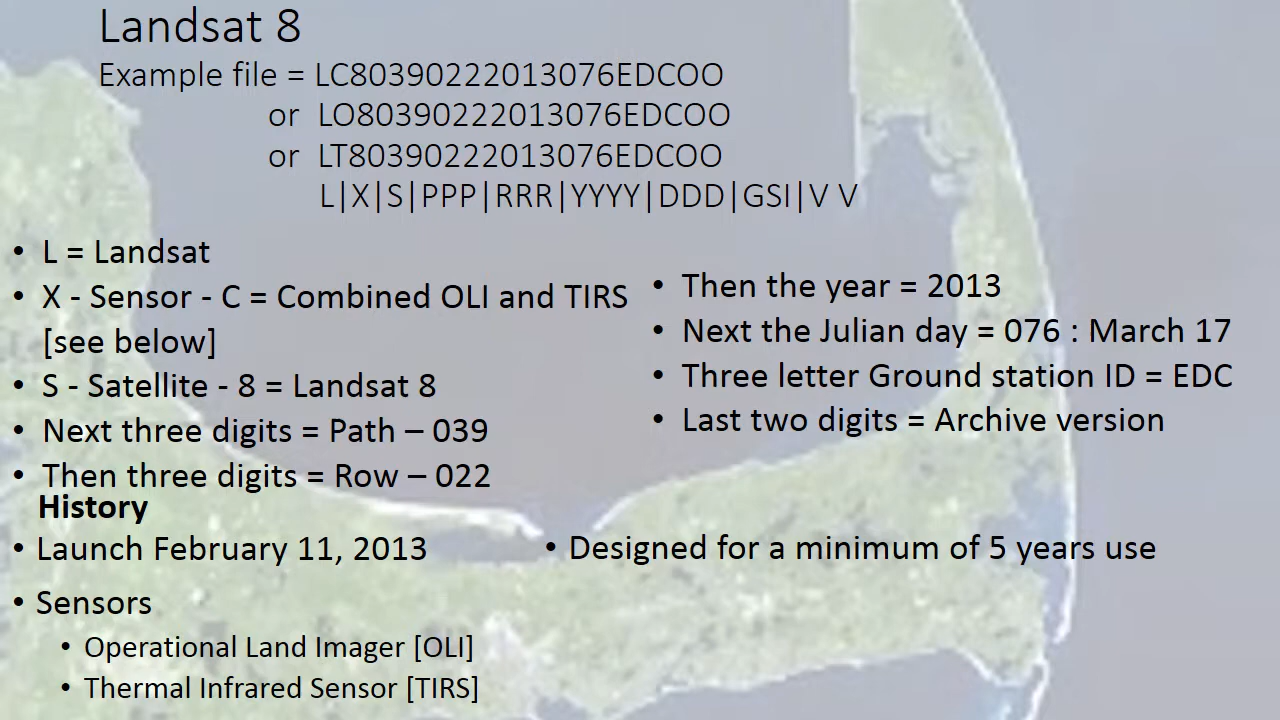 Landsat 8
Example file = LC80390222013076EDCOO
or LO80390222013076EDCOO
or LT80390222013076EDCOO
L|X|S|PPP|RRR|YYYY|DDD|GSI|V V
• L = Landsat
• X - Sensor - C = Combined OLI and TIRS
[see below]
• S - Satellite - 8 = Landsat 8
• Next three digits = Path – 039
• Then three digits = Row – 022
• Then the year = 2013
• Next the Julian day = 076 : March 17
• Three letter Ground station ID = EDC
• Last two digits = Archive version
History
• Launch February 11, 2013
• Designed for a minimum of 5 years use
• Sensors
• Operational Land Imager [OLI]
• Thermal Infrared Sensor [TIRS]